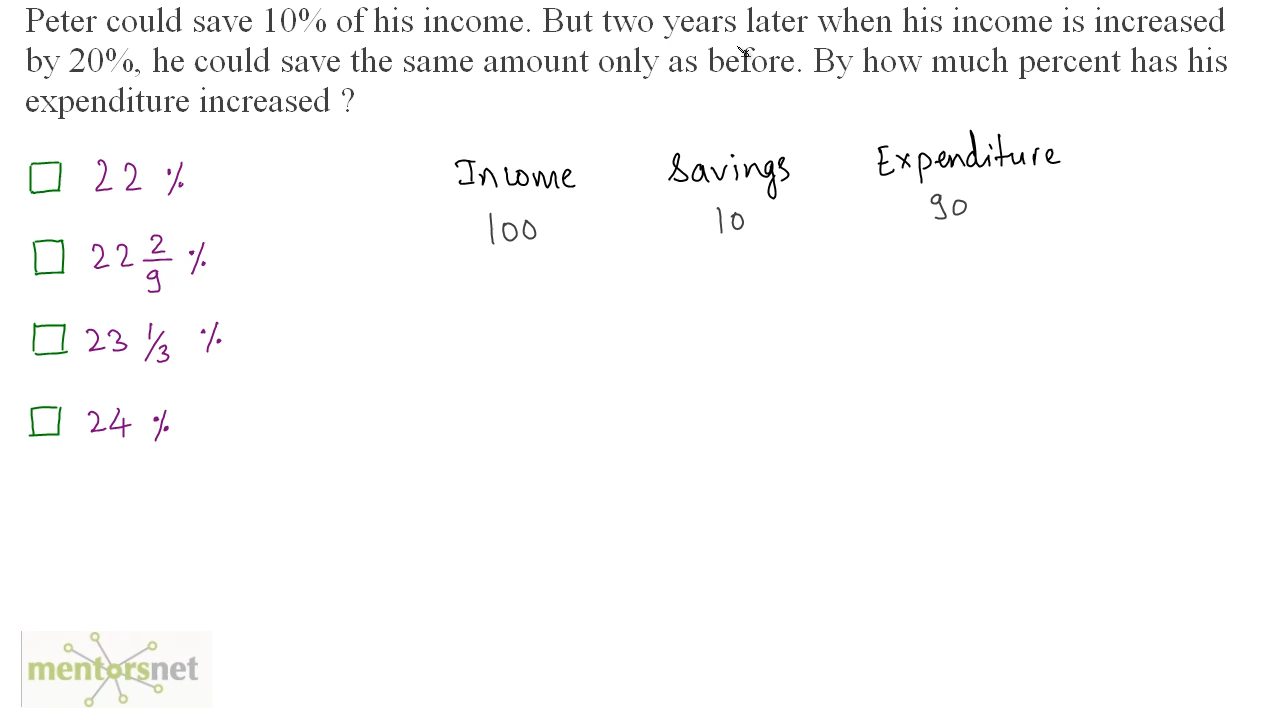 Peter could save 10% of his income. But two years later when his income is increased
by 20%, he could save the same amount only as before. By how much percent has his
expenditure increased ?
Income Savings Expenditure
100 10 90
22 %
22 2/9 %
23 1/3 %
24 %
mentorsnet